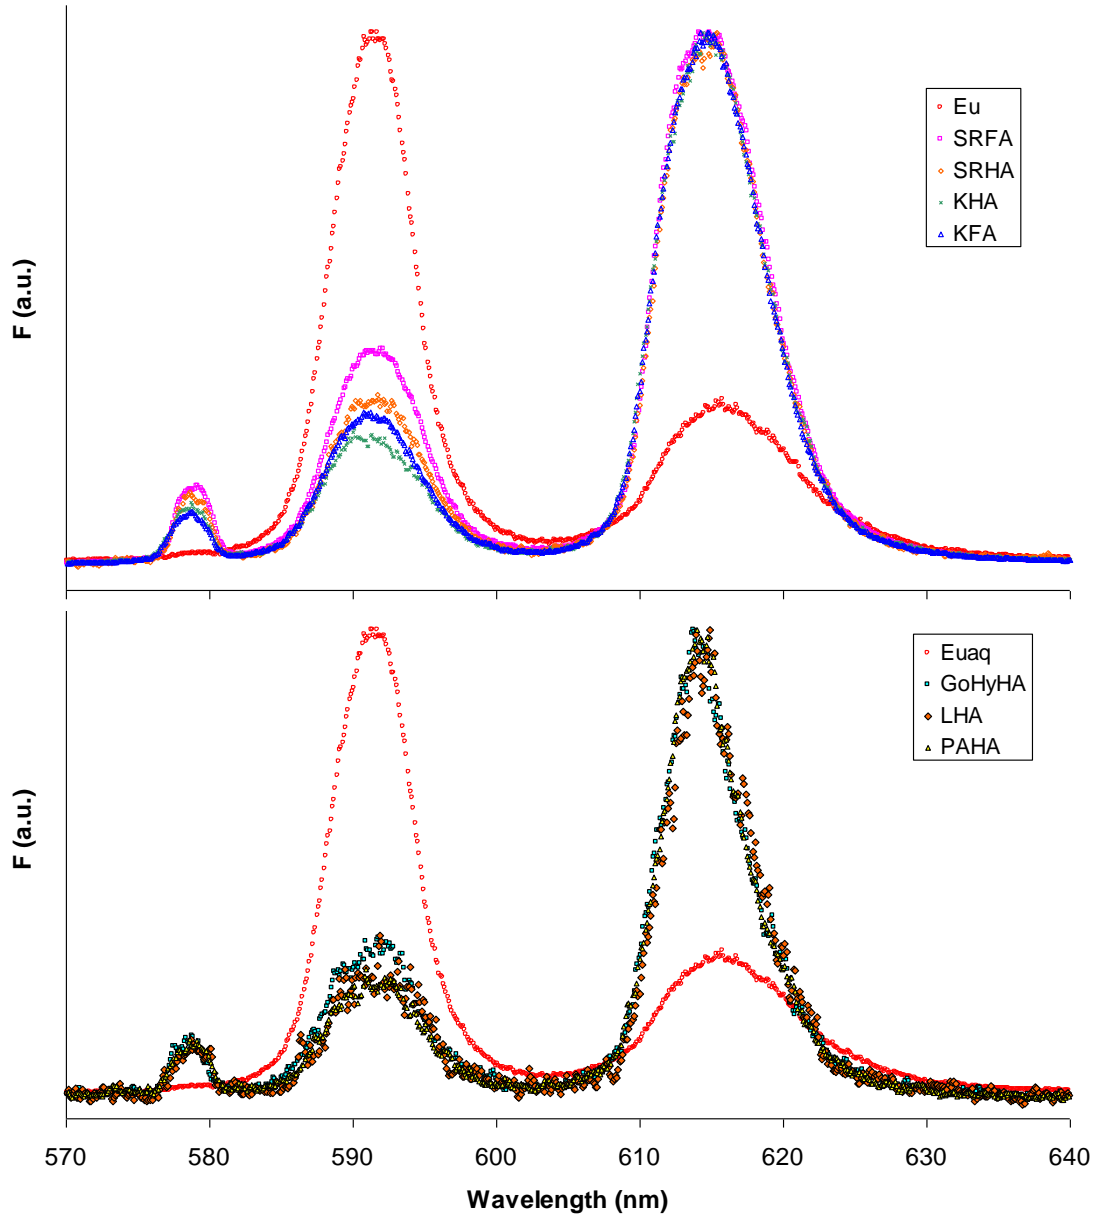 F (a.u.)
Eu
SRFA
SRHA
KHA
KFA
F (a.u.)
Euaq
GoHyHA
LHA
PAHA
570 580 590 600 610 620 630 640
Wavelength (nm)